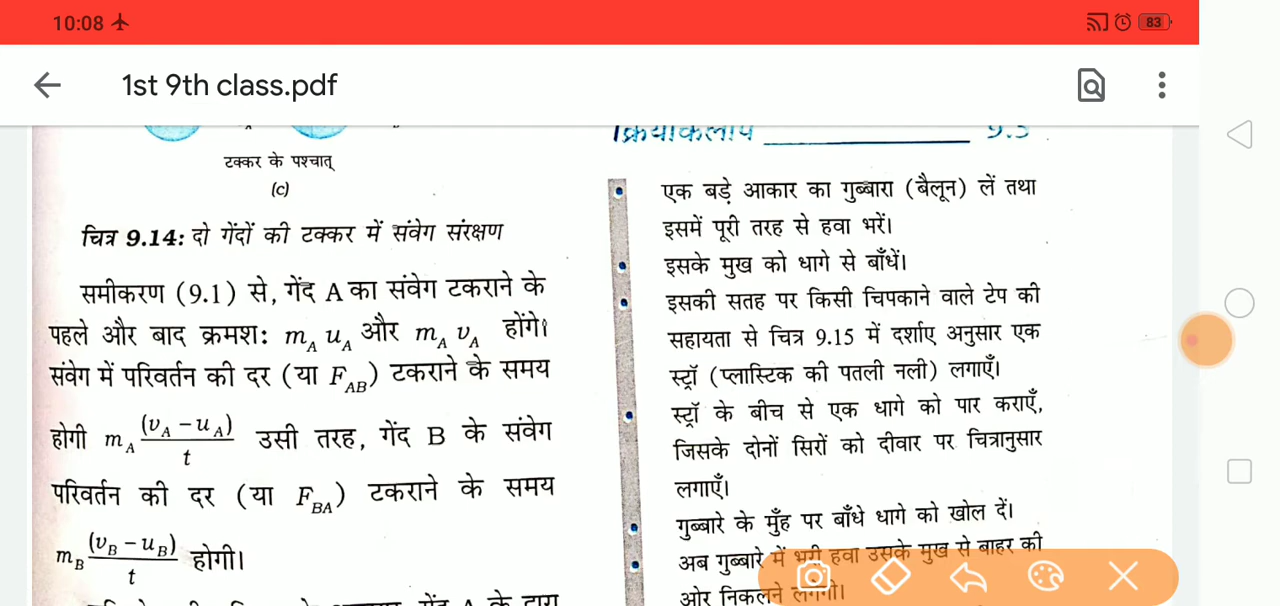 10:08
83
1st 9th class.pdf
टक्कर के पश्चात्
(c)
चित्र 9.14: दो गेंदों की टक्कर में संवेग संरक्षण
समीकरण (9.1) से, गेंद A का संवेग टकराने के
पहले और बाद क्रमश: m_A u_A और m_A v_A होंगे।
संवेग में परिवर्तन की दर (या F_AB) टकराने के समय
होगी m_A (v_A – u_A)/t उसी तरह, गेंद B के संवेग
परिवर्तन की दर (या F_BA) टकराने के समय
m_B (v_B – u_B)/t होगी।
क्रियाकलाप 9.5
एक बड़े आकार का गुब्बारा (बैलून) लें तथा
इसमें पूरी तरह से हवा भरें।
इसके मुख को धागे से बाँधें।
इसकी सतह पर किसी चिपकाने वाले टेप की
सहायता से चित्र 9.15 में दर्शाए अनुसार एक
स्ट्रॉ (प्लास्टिक की पतली नली) लगाएँ।
स्ट्रॉ के बीच से एक धागे को पार कराएँ,
जिसके दोनों सिरों को दीवार पर चित्रानुसार
लगाएँ।
गुब्बारे के मुँह पर बाँधे धागे को खोल दें।
अब गुब्बारे में भरी हवा उसके मुख से बाहर की
ओर निकलने लगेगी।